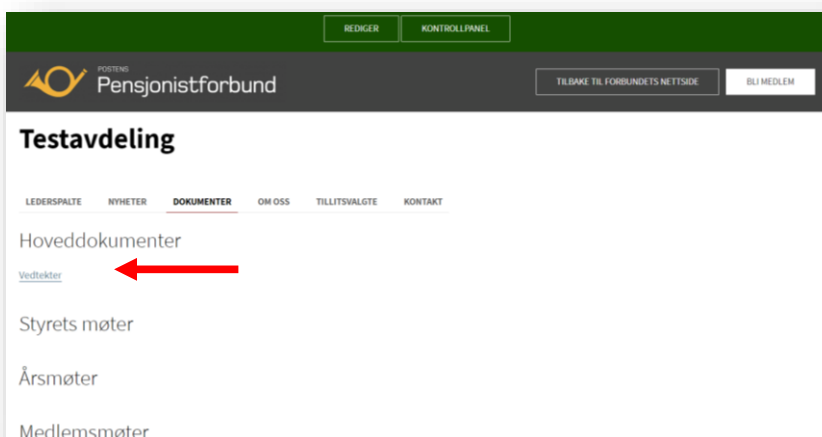 REDIGER KONTROLLPANEL
POSTENS
Pensjonistforbund
TILBAKE TIL FORBUNDETS NETTSIDE BLI MEDLEM
Testavdeling
LEDERSPALTE NYHETER DOKUMENTER OM OSS TILLITSVALGTE KONTAKT
Hoveddokumenter
Vedtekter
Styrets møter
Årsmøter
Medlemsmøter